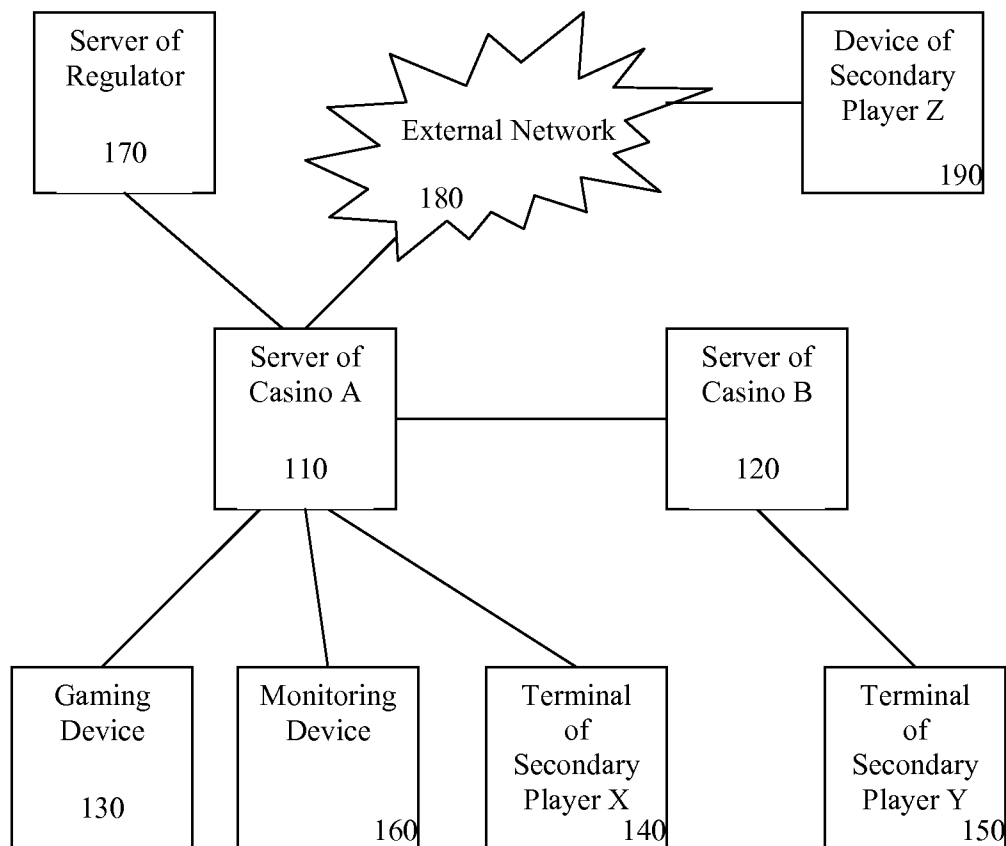 Server of
Regulator
170
External Network
180
Device of
Secondary
Player Z
190
Server of
Casino A
110
Server of
Casino B
120
Gaming
Device
130
Monitoring
Device
160
Terminal
of
Secondary
Player X
140
Terminal
of
Secondary
Player Y
150